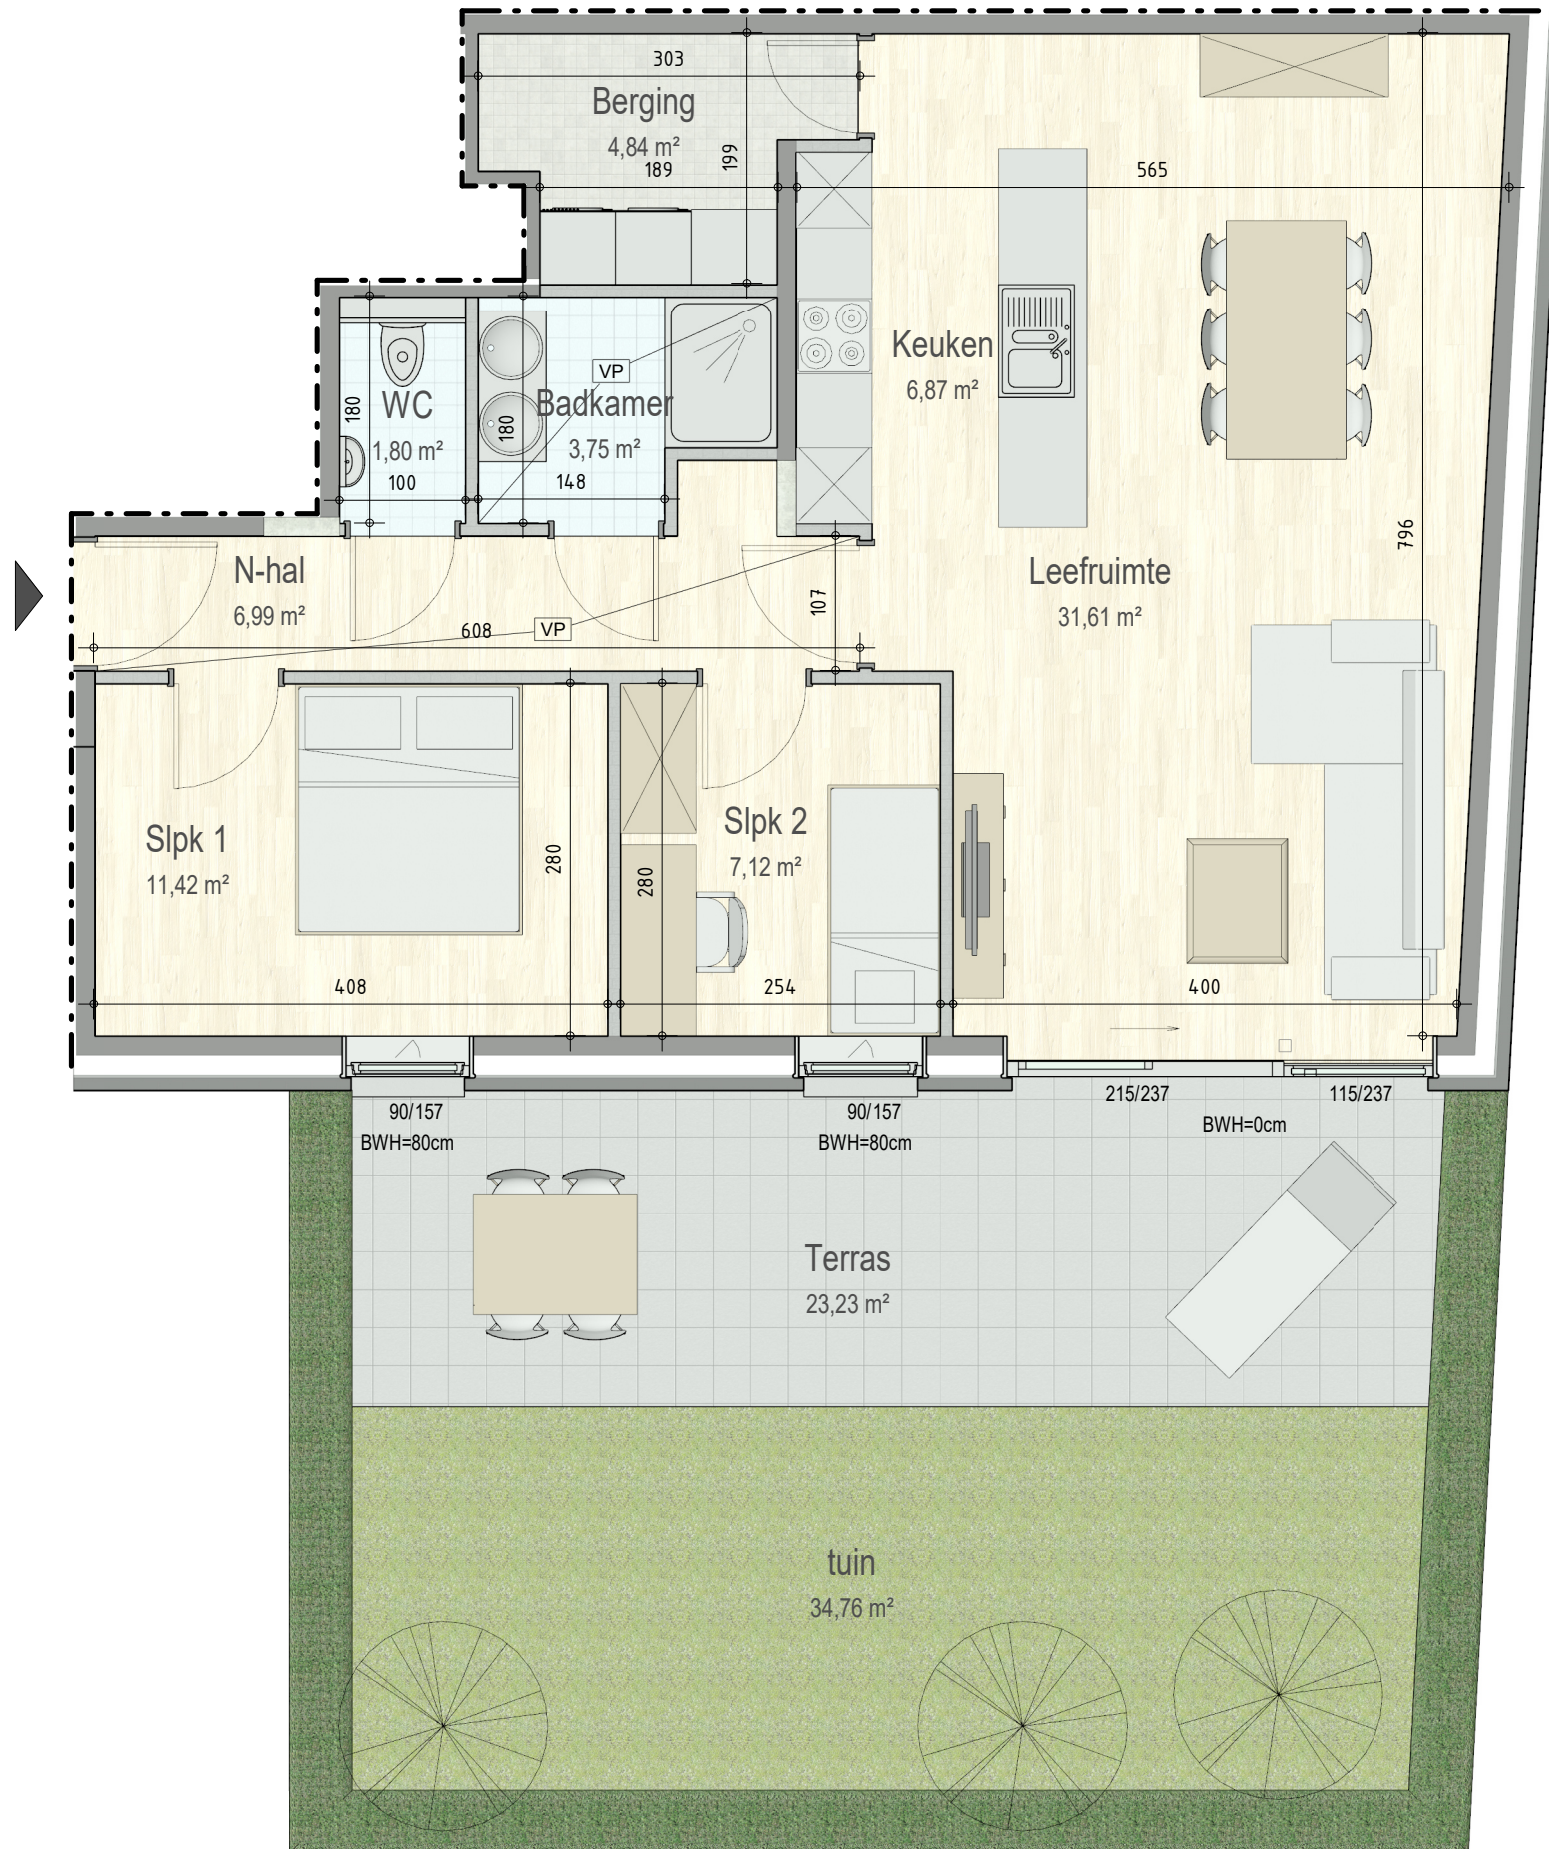 303
Berging
4,84 m²
189
199
565
Keuken
6,87 m²
VP
WC
1,80 m²
180
100
Badkamer
3,75 m²
180
148
796
N-hal
6,99 m²
608
VP
107
Leefruimte
31,61 m²
Slpk 1
11,42 m²
280
408
Slpk 2
7,12 m²
280
254
400
90/157
BWH=80cm
90/157
BWH=80cm
215/237
115/237
BWH=0cm
Terras
23,23 m²
tuin
34,76 m²